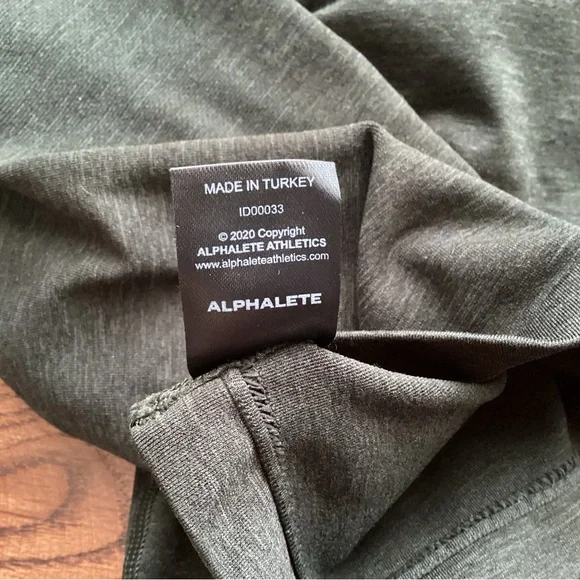 MADE IN TURKEY
ID00033
© 2020 Copyright
ALPHALETE ATHLETICS
www.alphaleteathletics.com
ALPHALETE